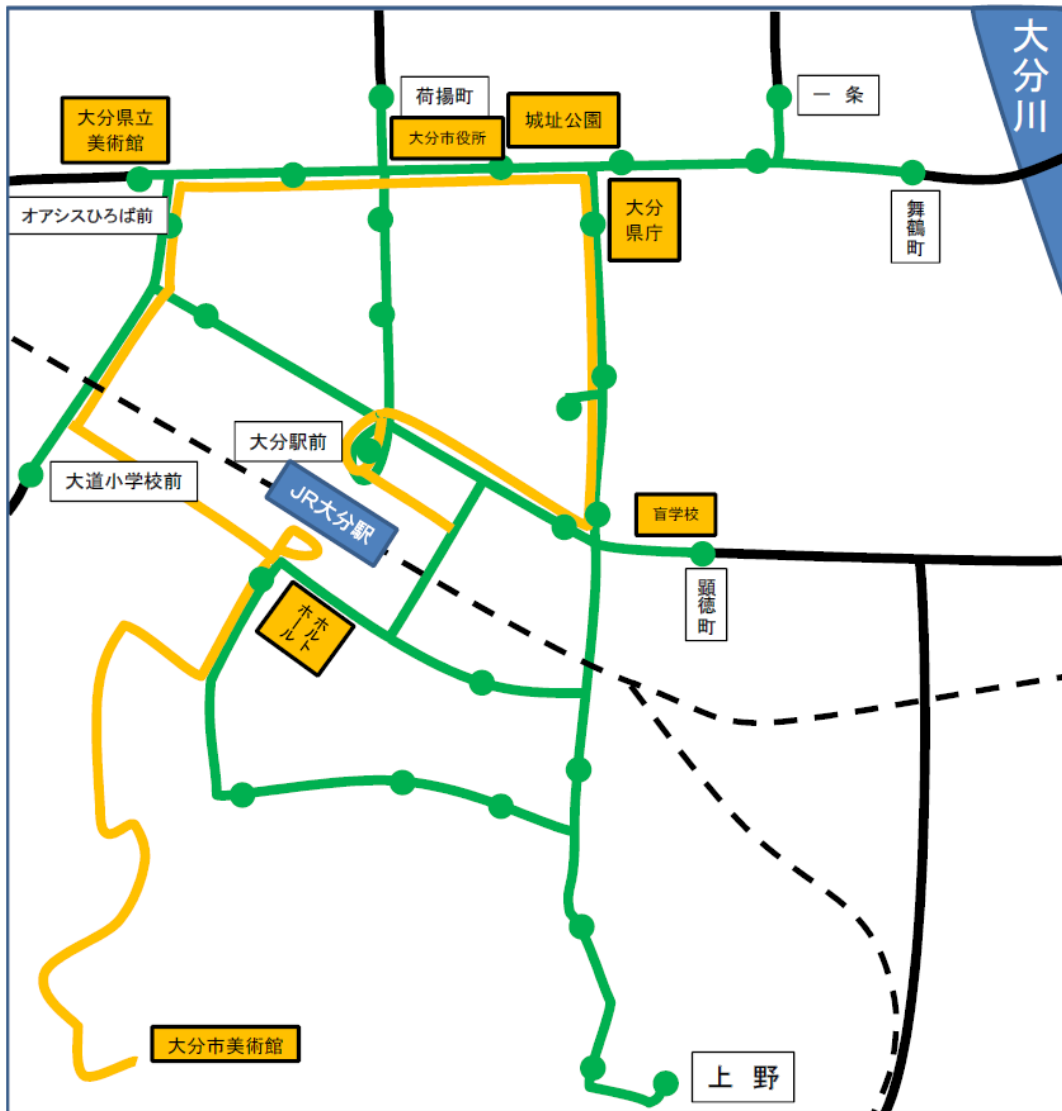 大分川
荷揚町
一 条
大分県立
美術館
城址公園
大分市役所
大分
県庁
舞鶴町
オアシスひろば前
大分駅前
大道小学校前
JR大分駅
盲学校
顕徳町
ホルト
ホール
大分市美術館
上 野